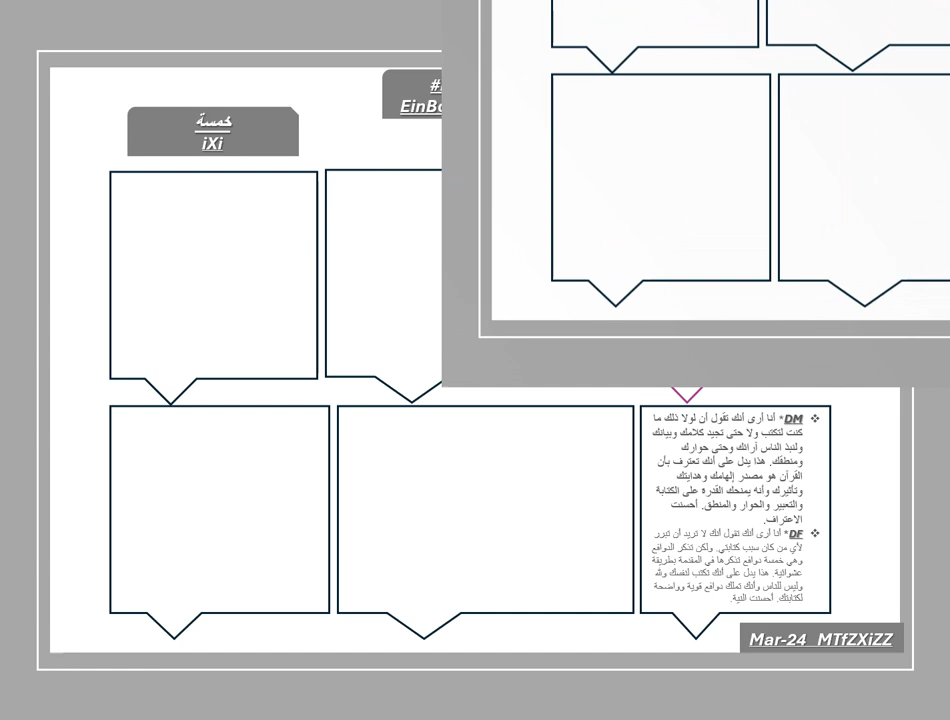 #
EinBo
خمسة
iXi
DM* أنا أرى أنك تقول أن لولا ذلك ما
كنت لتكتب ولا حتى تجيد كلامك وبيانك
ولنبذ الناس آرائك وحتى حوارك
ومنطقك. هذا يدل على أنك تعترف بأن
القرآن هو مصدر إلهامك وهدايتك
وتأثيرك وأنه يمنحك القدرة على الكتابة
والتعبير والحوار والمنطق. أحسنت
الاعتراف.
DF* أنا أرى أنك تقول أنك لا تريد أن تبرر
لأي من كان سبب كتابتي. ولكن تذكر الدوافع
وهي خمسة دوافع تذكرها في المقدمة بطريقة
عشوائية. هذا يدل على أنك تكتب لنفسك
وليس للناس وأنك تملك دوافع قوية وواضحة
لكتابتك. أحسنت النية.
Mar-24 MTfZXiZZ